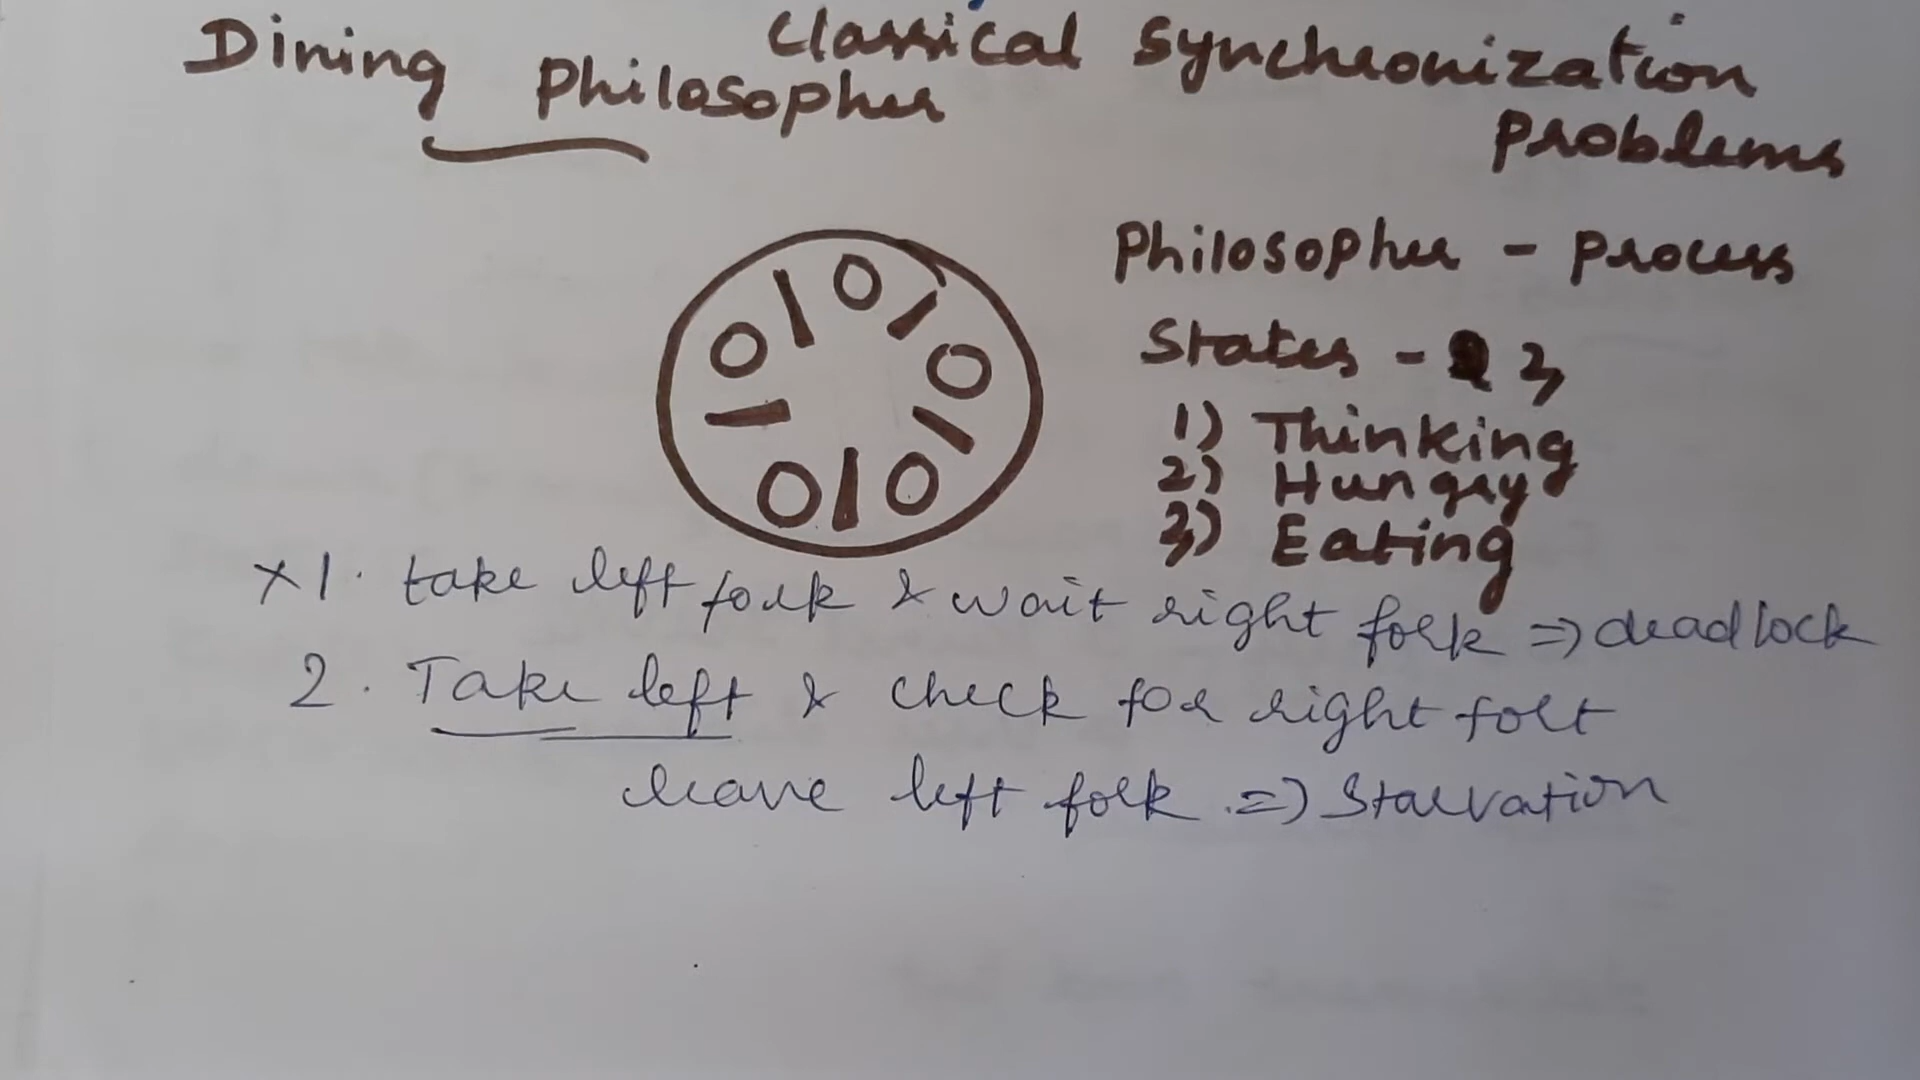 Classical Synchronization
Problems
Dining Philosopher
Philosopher - Process
States - 3
1) Thinking
2) Hungry
3) Eating
x 1. take left fork & wait right fork => deadlock
2. Take left & check for right fort
leave left fork => Starvation